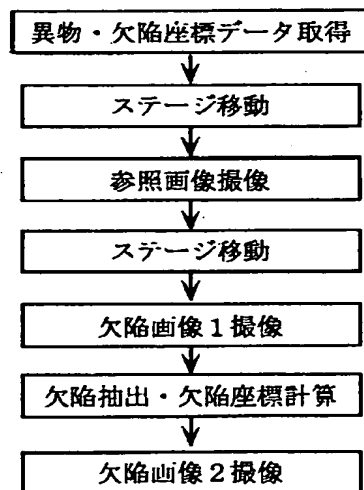 異物・欠陥座標データ取得
ステージ移動
参照画像撮像
ステージ移動
欠陥画像1撮像
欠陥抽出・欠陥座標計算
欠陥画像2撮像